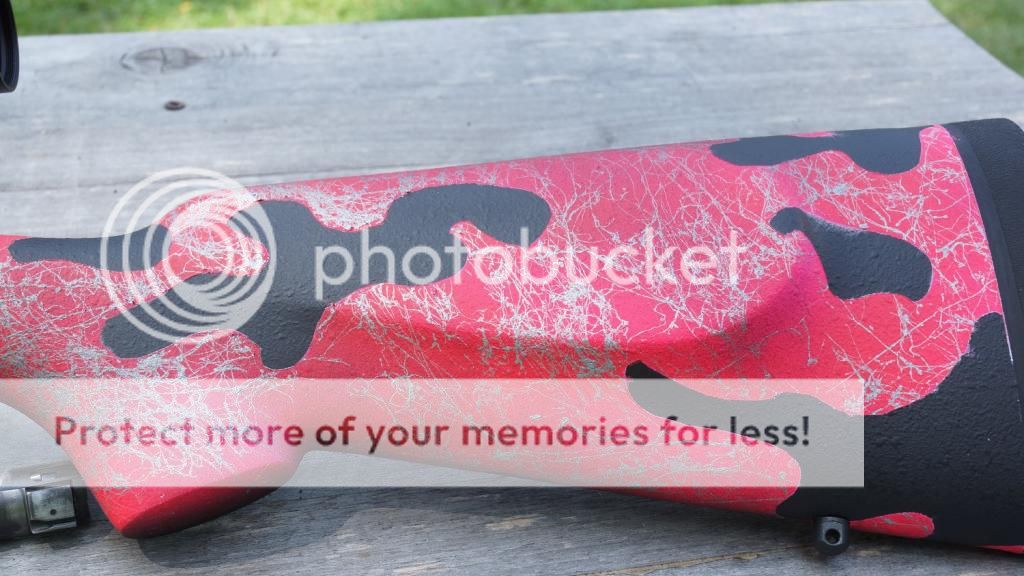 photobucket
Protect more of your memories for less!